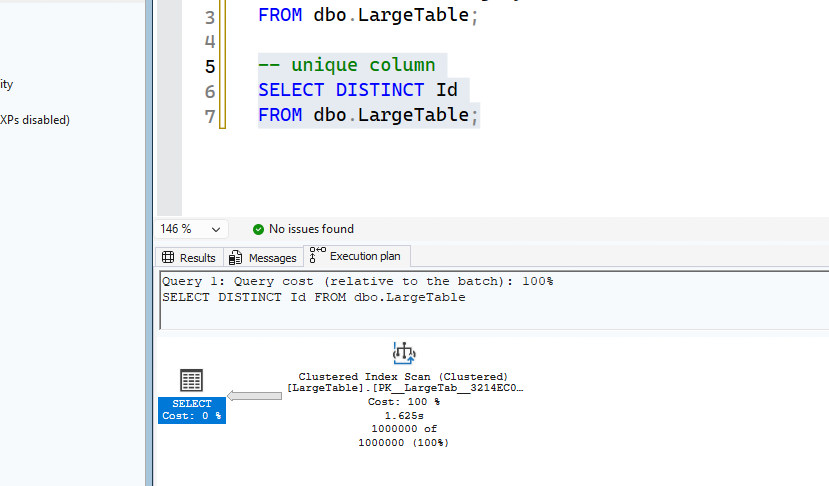 3 FROM dbo.LargeTable;
4
ity
5 -- unique column
6 SELECT DISTINCT Id
XPs disabled)
7 FROM dbo.LargeTable;
146 % No issues found
Results Messages Execution plan
Query 1: Query cost (relative to the batch): 100%
SELECT DISTINCT Id FROM dbo.LargeTable
SELECT
Cost: 0 %
Clustered Index Scan (Clustered)
[LargeTable].[PK__LargeTab__3214EC0…
Cost: 100 %
1.625s
1000000 of
1000000 (100%)